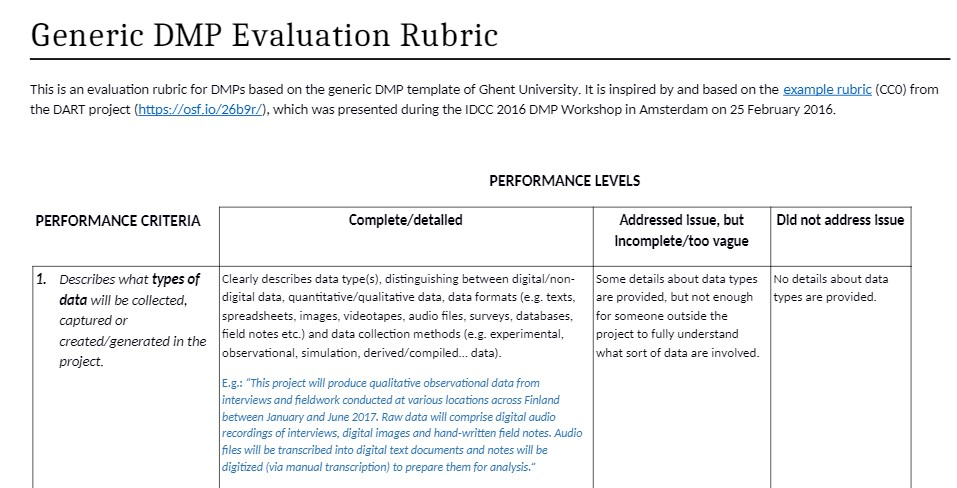 Generic DMP Evaluation Rubric
This is an evaluation rubric for DMPs based on the generic DMP template of Ghent University. It is inspired by and based on the example rubric (CC0) from
the DART project (https://osf.io/26b9r/), which was presented during the IDCC 2016 DMP Workshop in Amsterdam on 25 February 2016.
PERFORMANCE LEVELS
PERFORMANCE CRITERIA
Complete/detailed
Addressed issue, but
incomplete/too vague
Did not address issue
1. Describes what types of
data will be collected,
captured or
created/generated in the
project.
Clearly describes data type(s), distinguishing between digital/non-
digital data, quantitative/qualitative data, data formats (e.g. texts,
spreadsheets, images, videotapes, audio files, surveys, databases,
field notes etc.) and data collection methods (e.g. experimental,
observational, simulation, derived/compiled... data).
E.g.: "This project will produce qualitative observational data from
interviews and fieldwork conducted at various locations across Finland
between January and June 2017. Raw data will comprise digital audio
recordings of interviews, digital images and hand-written field notes. Audio
files will be transcribed into digital text documents and notes will be
digitized (via manual transcription) to prepare them for analysis."
Some details about data types
are provided, but not enough
for someone outside the
project to fully understand
what sort of data are involved.
No details about data
types are provided.